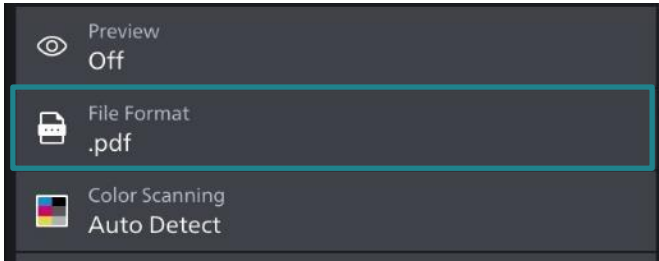 Preview
Off
File Format
.pdf
Color Scanning
Auto Detect